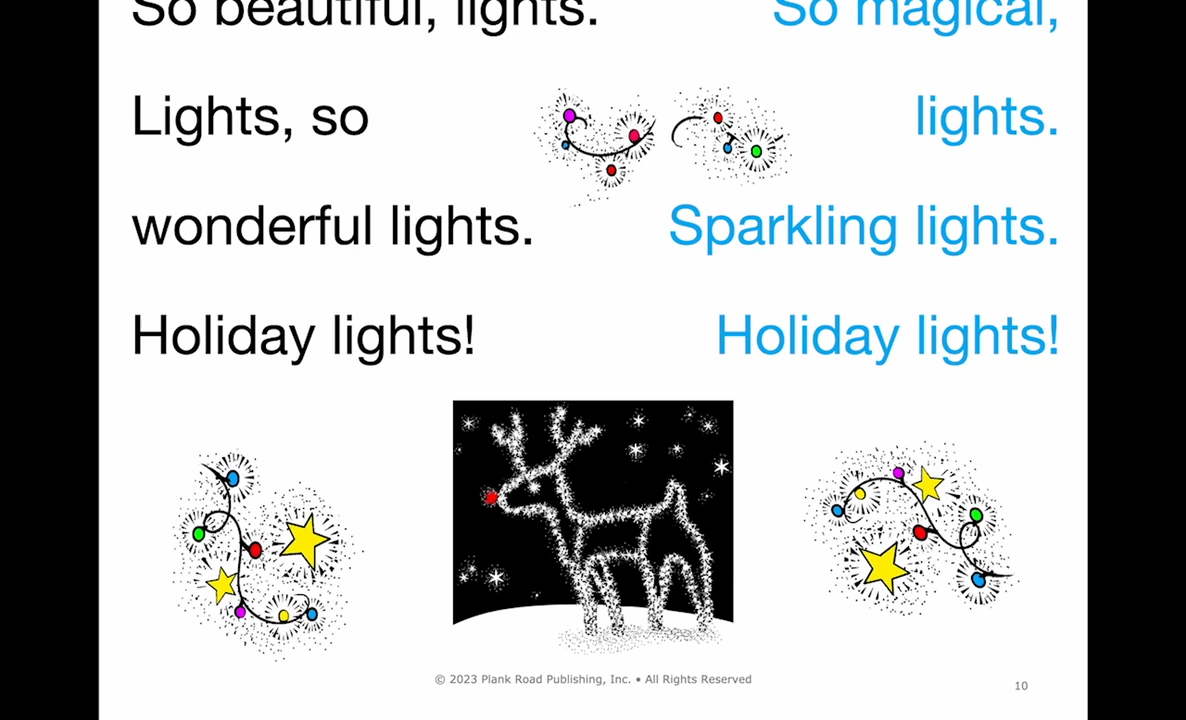 So beautiful, lights.
So magical,
Lights, so
lights.
wonderful lights.
Sparkling lights.
Holiday lights!
Holiday lights!
© 2023 Plank Road Publishing, Inc. • All Rights Reserved
10